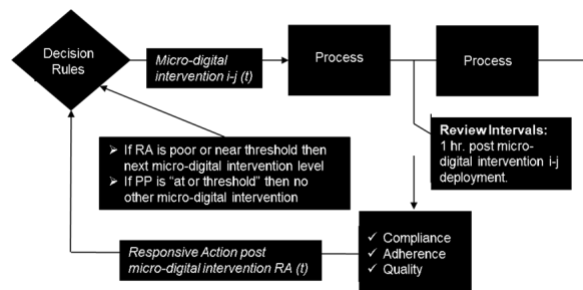 Decision
Rules
Micro-digital
intervention i-j (t)
Process
Process
Review Intervals:
1 hr. post micro-
digital intervention i-j
deployment.
➢ If RA is poor or near threshold then
next micro-digital intervention level
➢ If PP is “at or threshold” then no
other micro-digital intervention
✓ Compliance
✓ Adherence
✓ Quality
Responsive Action post
micro-digital intervention RA (t)